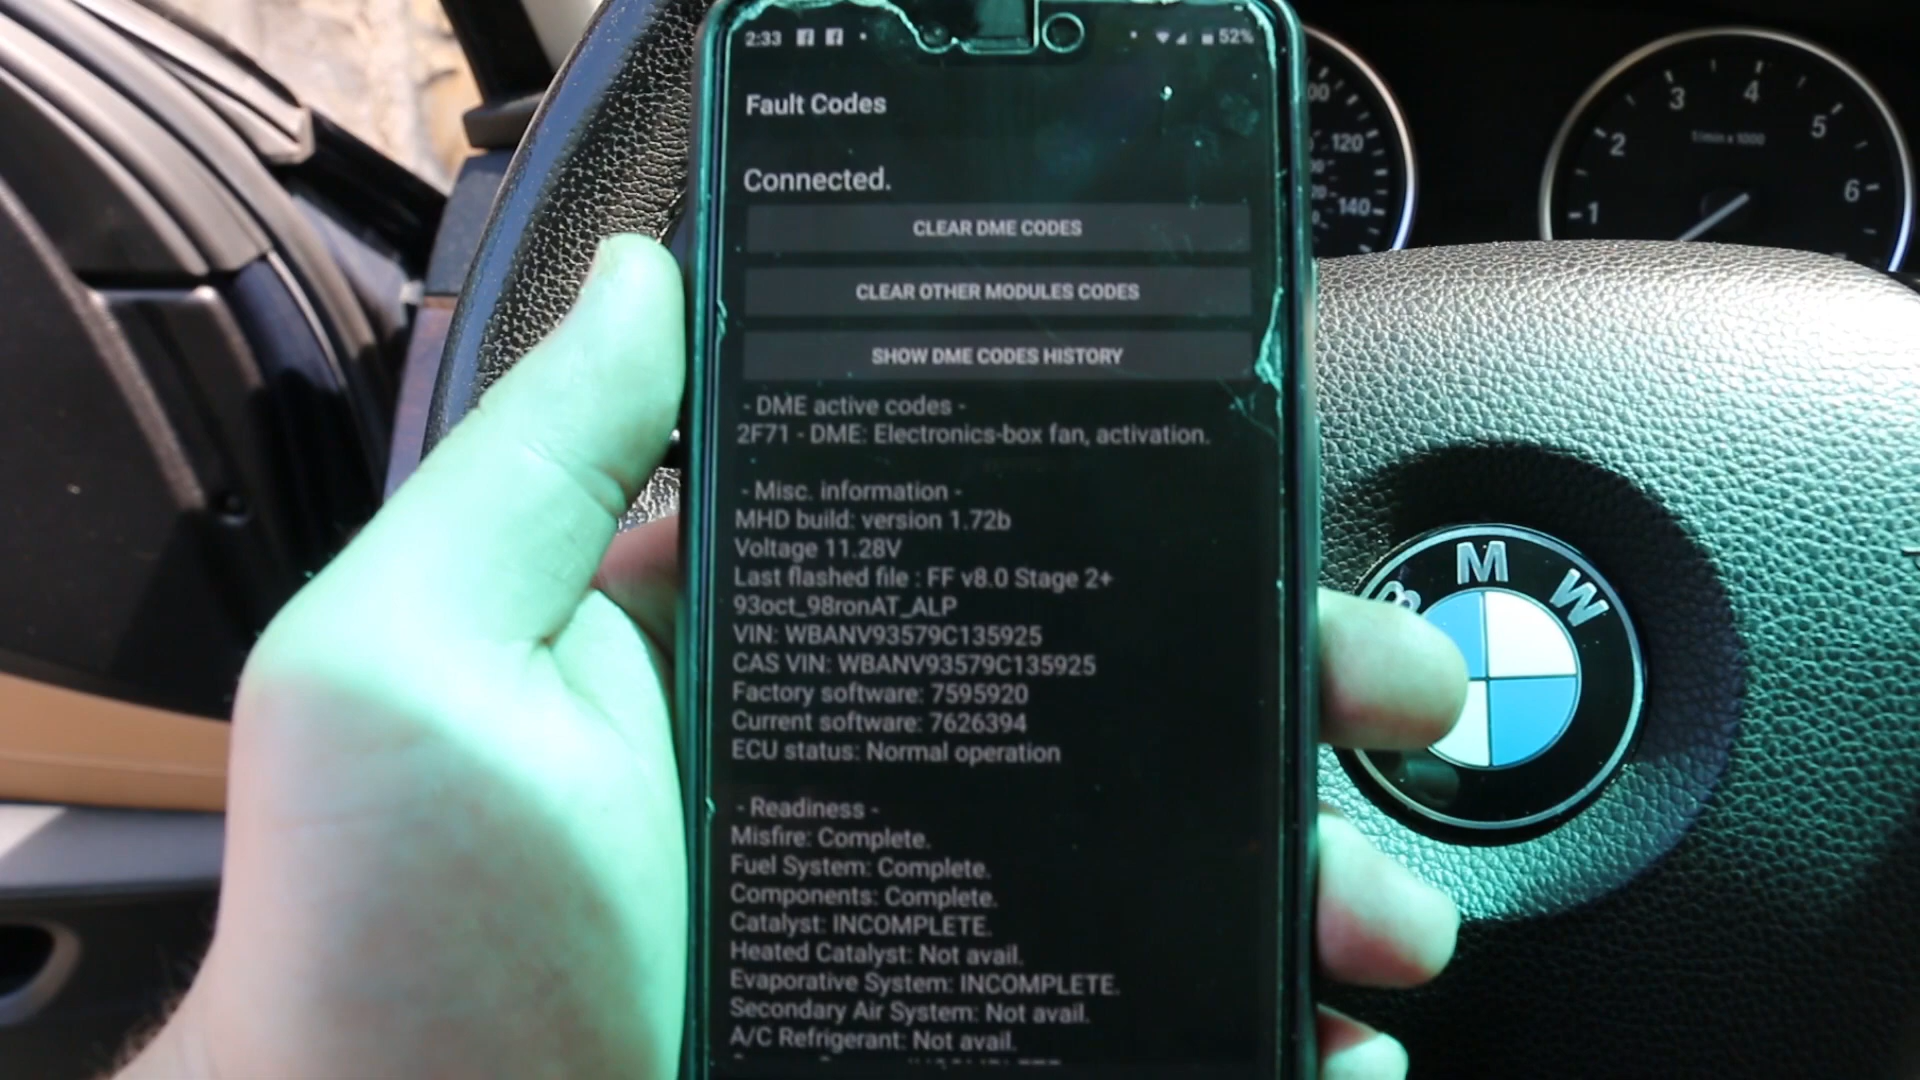 2:33
52%
Fault Codes
Connected.
CLEAR DME CODES
CLEAR OTHER MODULES CODES
SHOW DME CODES HISTORY
- DME active codes -
2F71 - DME: Electronics-box fan, activation.
- Misc. information -
MHD build: version 1.72b
Voltage 11.28V
Last flashed file : FF v8.0 Stage 2+
93oct_98ronAT_ALP
VIN: WBANV93579C135925
CAS VIN: WBANV93579C135925
Factory software: 7595920
Current software: 7626394
ECU status: Normal operation
- Readiness -
Misfire: Complete.
Fuel System: Complete.
Components: Complete.
Catalyst: INCOMPLETE.
Heated Catalyst: Not avail.
Evaporative System: INCOMPLETE.
Secondary Air System: Not avail.
A/C Refrigerant: Not avail.
120
140
1
2
3
4
5
6
1/min x 1000
BMW